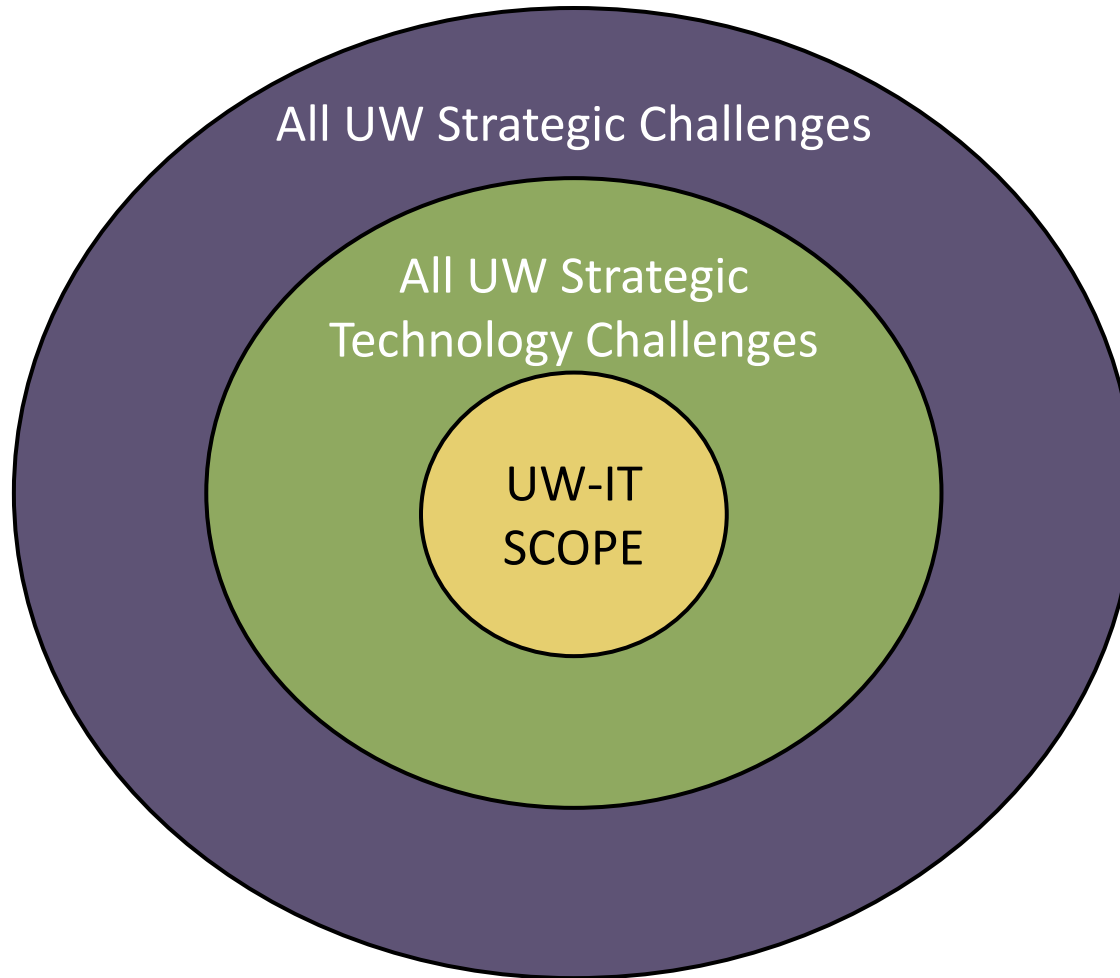 All UW Strategic Challenges
All UW Strategic
Technology Challenges
UW-IT
SCOPE